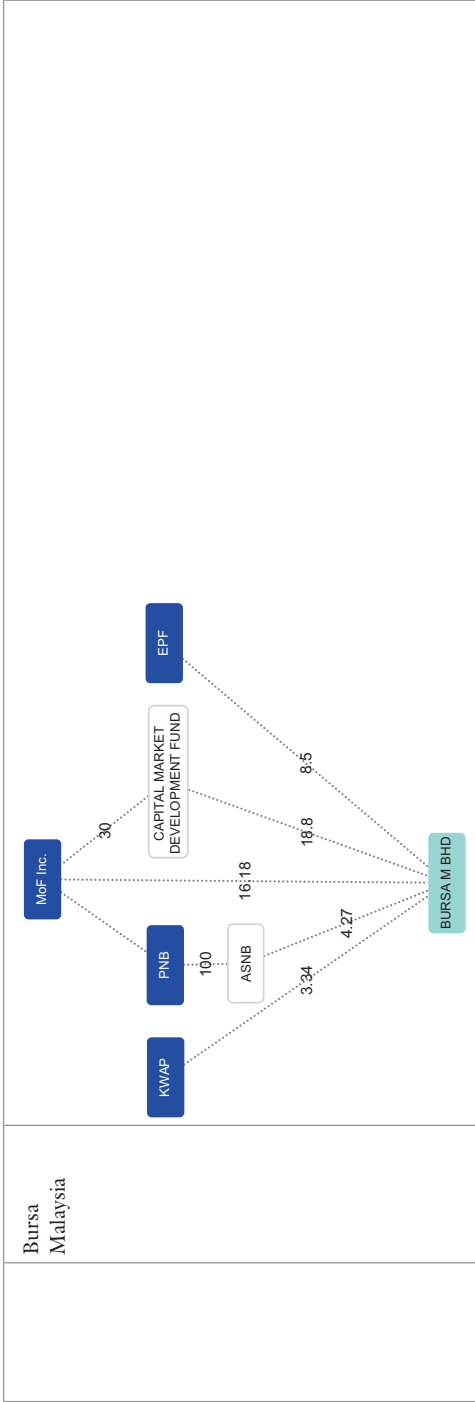 Bursa
Malaysia
MoF Inc.
30
KWAP
PNB
CAPITAL MARKET
DEVELOPMENT FUND
EPF
100
ASNB
16.18
3.34
4.27
18.8
8.5
BURSA M BHD